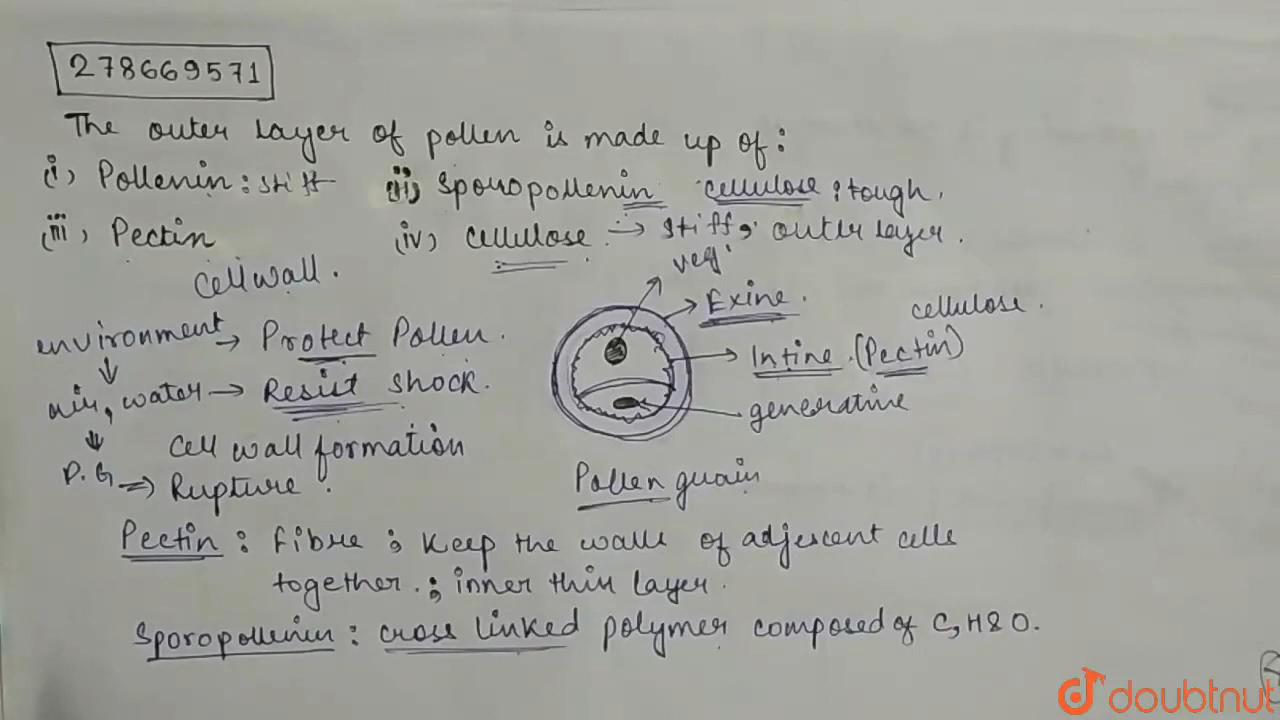 278669571
The outer layer of pollen is made up of :
(i) Pollenin : stiff (ii) Sporopollenin cellulose : tough.
(iii) Pectin (iv) cellulose → stiff, outer layer.
cell wall.
veg
Exine.
cellulose.
environment → Protect Pollen.
Intine. (Pectin)
air, water → Resist shock.
generative
cell wall formation
P.G ⇒ Rupture.
Pollen grain
Pectin : fibre ; keep the walls of adjescent cells
together. ; inner thin layer.
Sporopollenin : cross linked polymer composed of C, H & O.
doubtnut